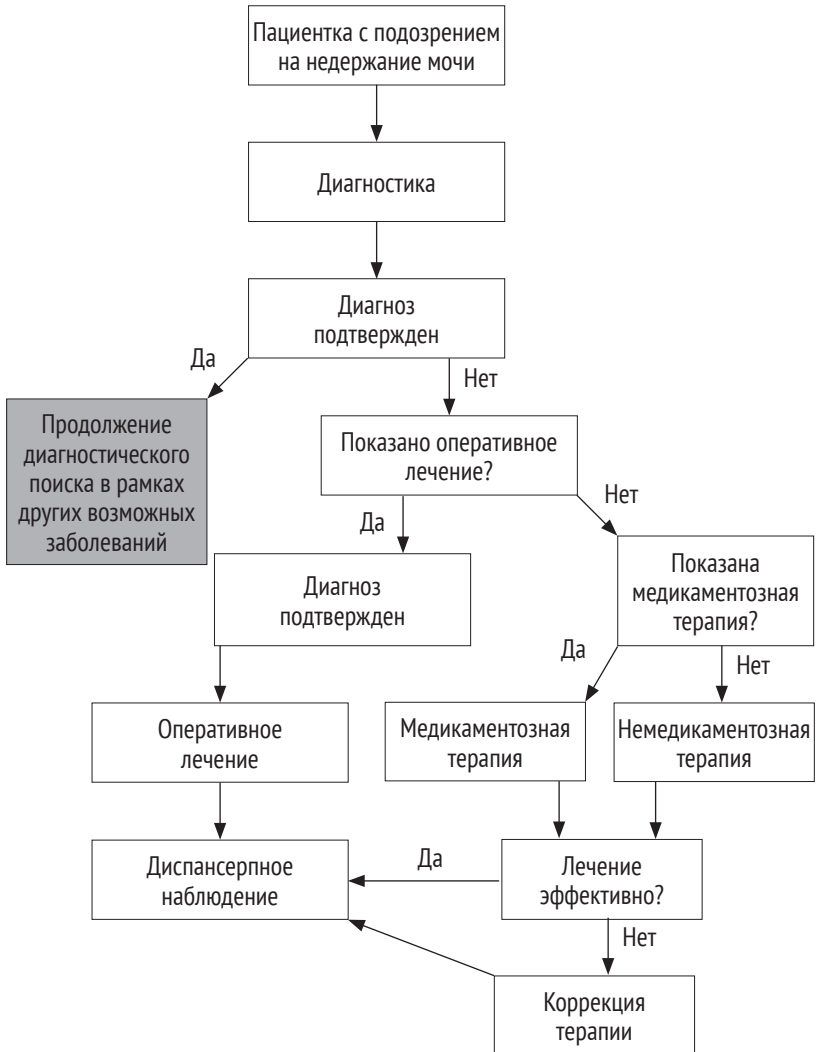 Пациентка с подозрением
на недержание мочи
Диагностика
Диагноз
подтвержден
Да
Нет
Продолжение
диагностического
поиска в рамках
других возможных
заболеваний
Показано оперативное
лечение?
Да
Нет
Диагноз
подтвержден
Показана
медикаментозная
терапия?
Да
Нет
Оперативное
лечение
Медикаментозная
терапия
Немедикаментозная
терапия
Диспансерпное
наблюдение
Да
Лечение
эффективно?
Нет
Коррекция
терапии